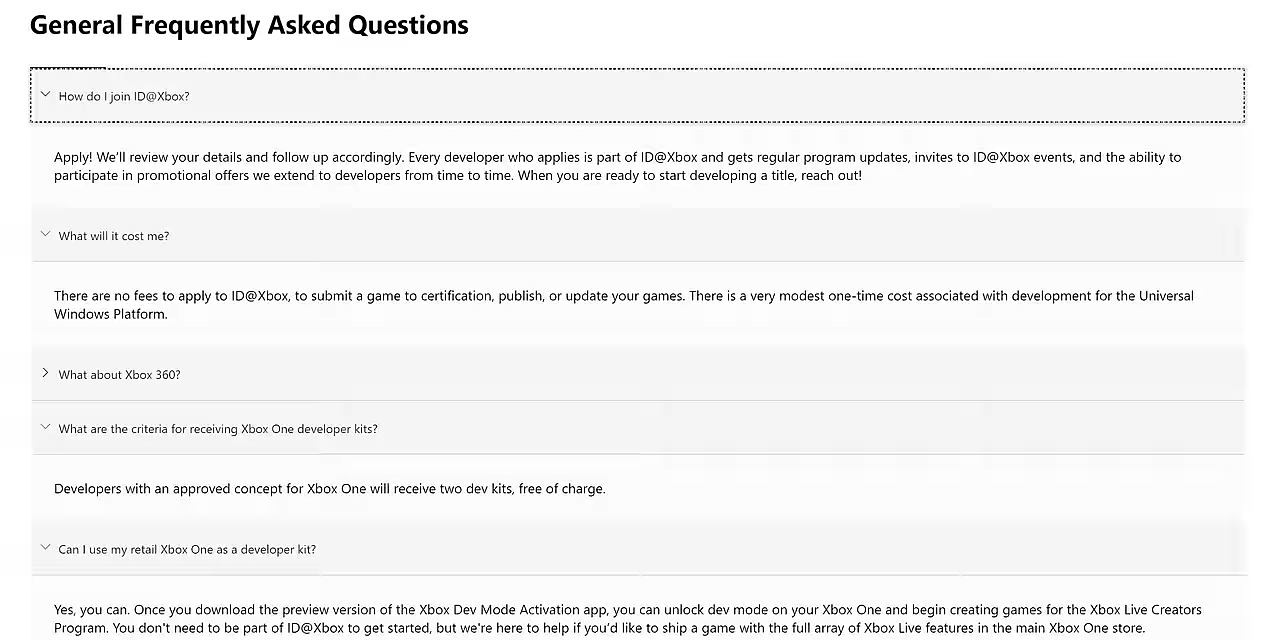 General Frequently Asked Questions
How do I join ID@Xbox?
Apply! We’ll review your details and follow up accordingly. Every developer who applies is part of ID@Xbox and gets regular program updates, invites to ID@Xbox events, and the ability to
participate in promotional offers we extend to developers from time to time. When you are ready to start developing a title, reach out!
What will it cost me?
There are no fees to apply to ID@Xbox, to submit a game to certification, publish, or update your games. There is a very modest one-time cost associated with development for the Universal
Windows Platform.
What about Xbox 360?
What are the criteria for receiving Xbox One developer kits?
Developers with an approved concept for Xbox One will receive two dev kits, free of charge.
Can I use my retail Xbox One as a developer kit?
Yes, you can. Once you download the preview version of the Xbox Dev Mode Activation app, you can unlock dev mode on your Xbox One and begin creating games for the Xbox Live Creators
Program. You don't need to be part of ID@Xbox to get started, but we're here to help if you’d like to ship a game with the full array of Xbox Live features in the main Xbox One store.